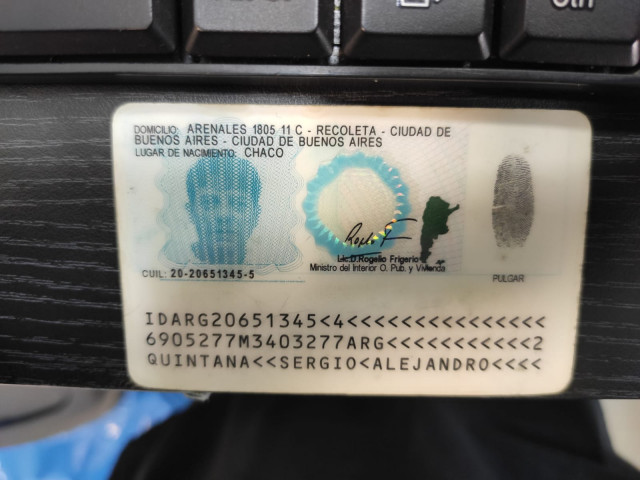 Ctrl
DOMICILIO: ARENALES 1805 11 C - RECOLETA - CIUDAD DE
BUENOS AIRES - CIUDAD DE BUENOS AIRES
LUGAR DE NACIMIENTO: CHACO
CUIL: 20-20651345-5
Lic.D.Rogelio Frigerio
Ministro del Interior O. Pub. y Vivienda
PULGAR
IDARG20651345<4<<<<<<<<<<<<<<<
6905277M3403277ARG<<<<<<<<<<<2
QUINTANA<<SERGIO<ALEJANDRO<<<<